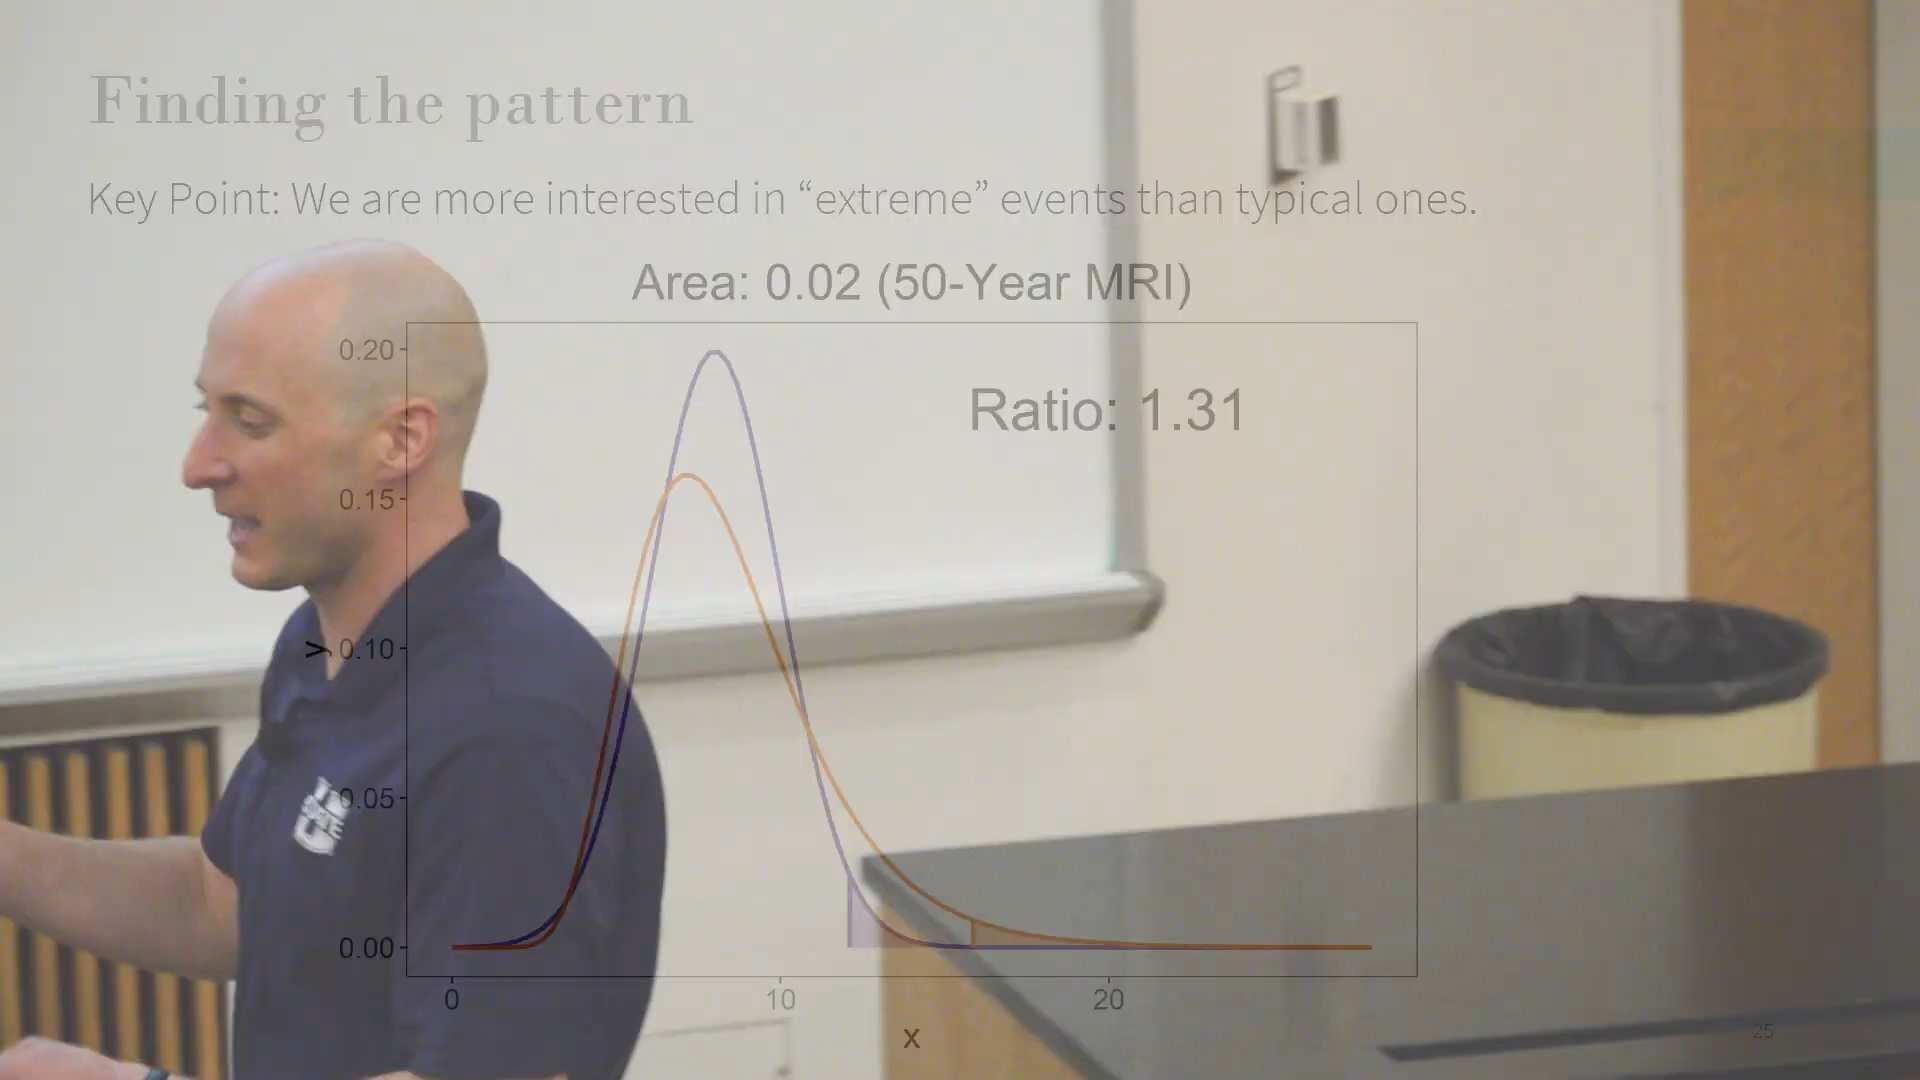 Finding the pattern
Key Point: We are more interested in “extreme” events than typical ones.
Area: 0.02 (50-Year MRI)
Ratio: 1.31
0.20
0.15
0.10
0.05
0.00
y
0
10
20
x
25